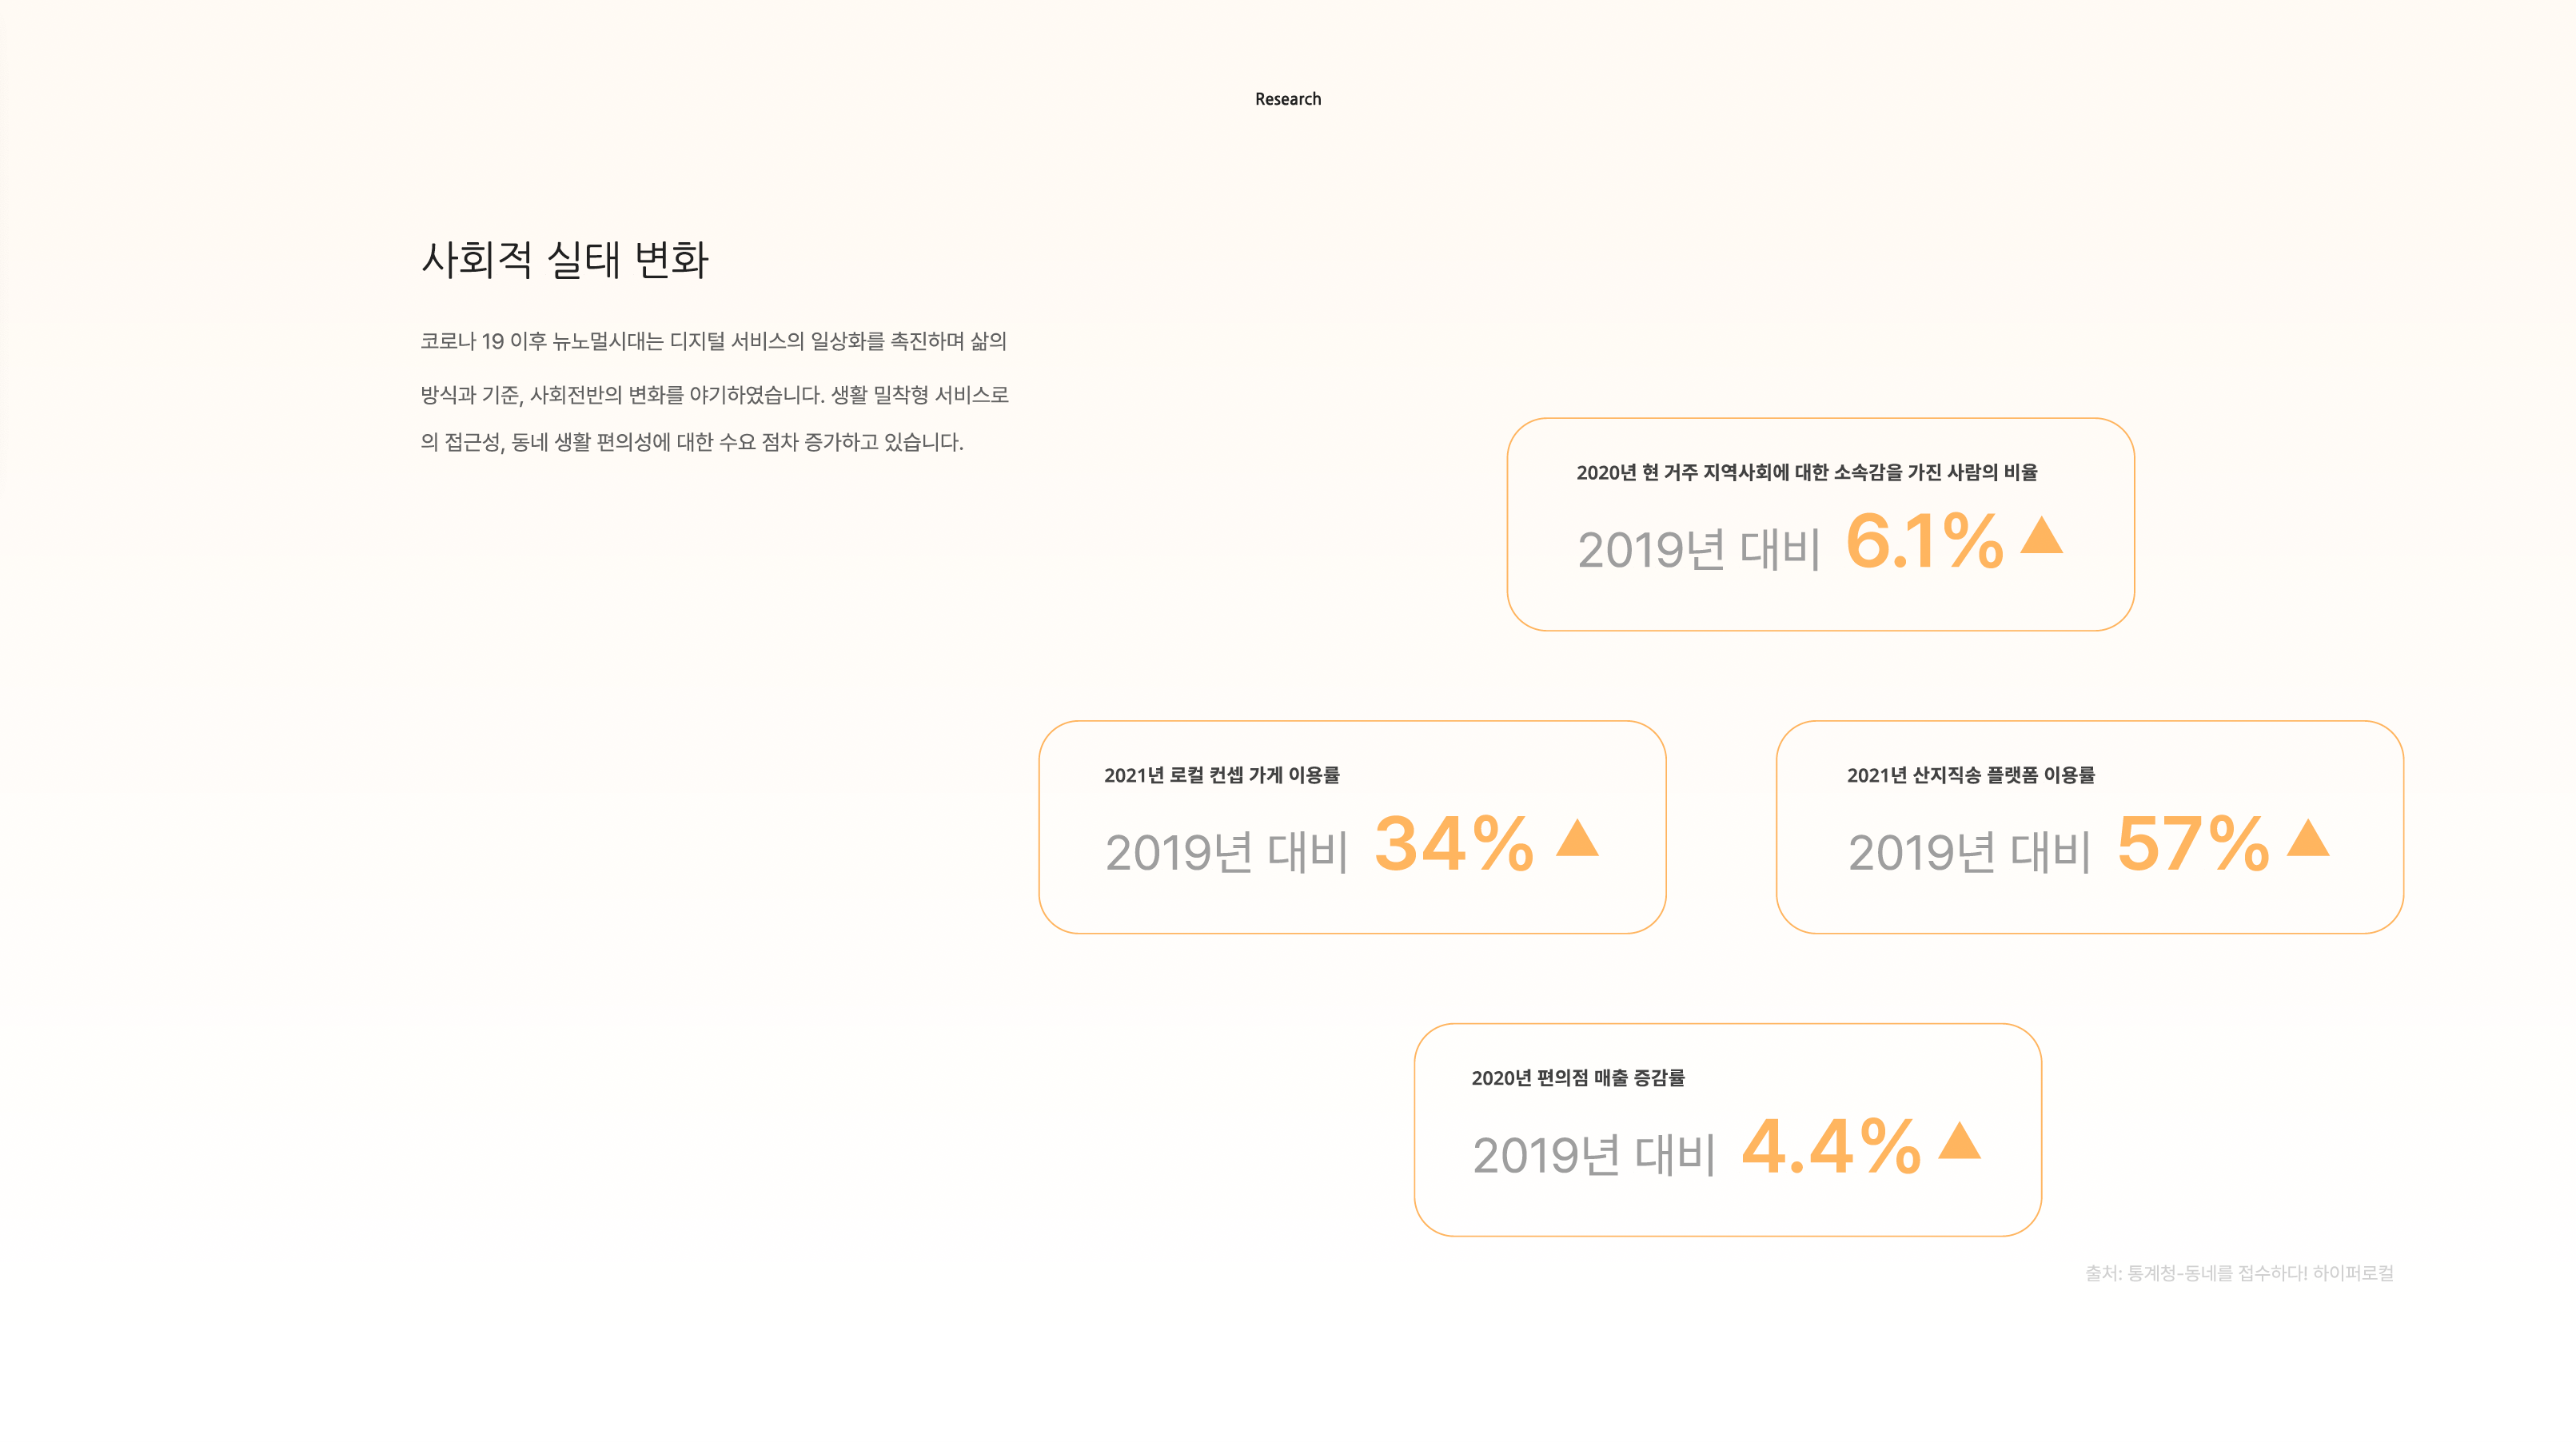 Research
사회적 실태 변화
코로나 19 이후 뉴노멀시대는 디지털 서비스의 일상화를 촉진하며 삶의
방식과 기준, 사회전반의 변화를 야기하였습니다. 생활 밀착형 서비스로
의 접근성, 동네 생활 편의성에 대한 수요 점차 증가하고 있습니다.
2020년 현 거주 지역사회에 대한 소속감을 가진 사람의 비율
2019년 대비 6.1% ▲
2021년 로컬 컨셉 가게 이용률
2019년 대비 34% ▲
2021년 산지직송 플랫폼 이용률
2019년 대비 57% ▲
2020년 편의점 매출 증감률
2019년 대비 4.4% ▲
출처: 통계청-동네를 접수하다! 하이퍼로컬